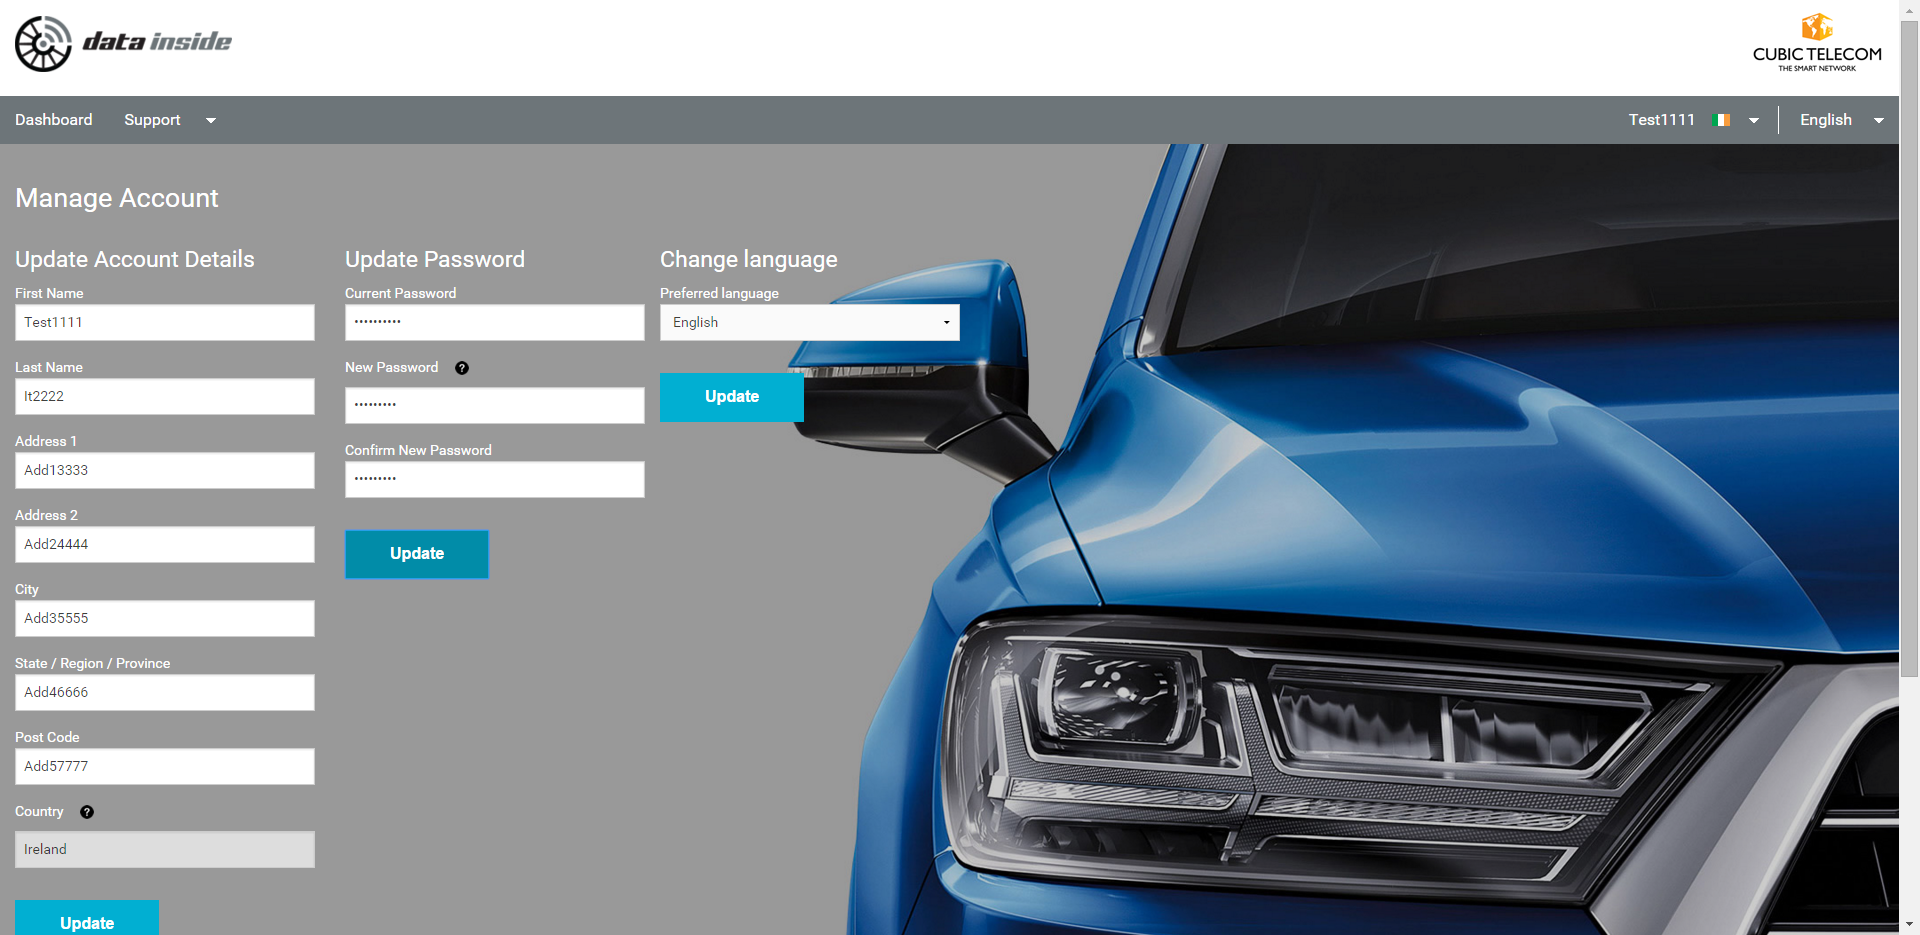 data inside
CUBIC TELECOM
THE SMART NETWORK
Dashboard Support Test1111 English
Manage Account
Update Account Details
First Name
Test1111
Last Name
It2222
Address 1
Add13333
Address 2
Add24444
City
Add35555
State / Region / Province
Add46666
Post Code
Add57777
Country ?
Ireland
Update
Update Password
Current Password
••••••••••
New Password ?
•••••••••
Confirm New Password
•••••••••
Update
Change language
Preferred language
English
Update